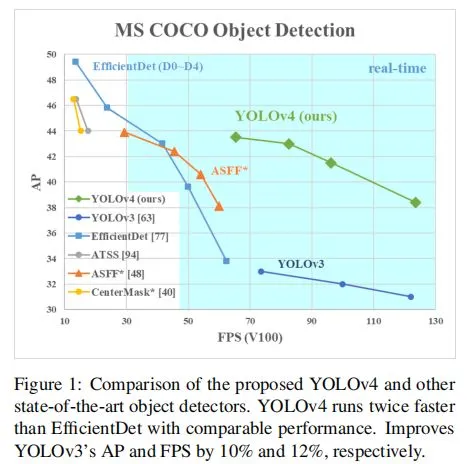 MS COCO Object Detection
EfficientDet (D0~D4)
real-time
YOLOv4 (ours)
ASFF*
YOLOv3
AP
50
48
46
44
42
40
38
36
34
32
30
YOLOv4 (ours)
YOLOv3 [63]
EfficientDet [77]
ATSS [94]
ASFF* [48]
CenterMask* [40]
10 30 50 70 90 110 130
FPS (V100)
Figure 1: Comparison of the proposed YOLOv4 and other
state-of-the-art object detectors. YOLOv4 runs twice faster
than EfficientDet with comparable performance. Improves
YOLOv3's AP and FPS by 10% and 12%, respectively.